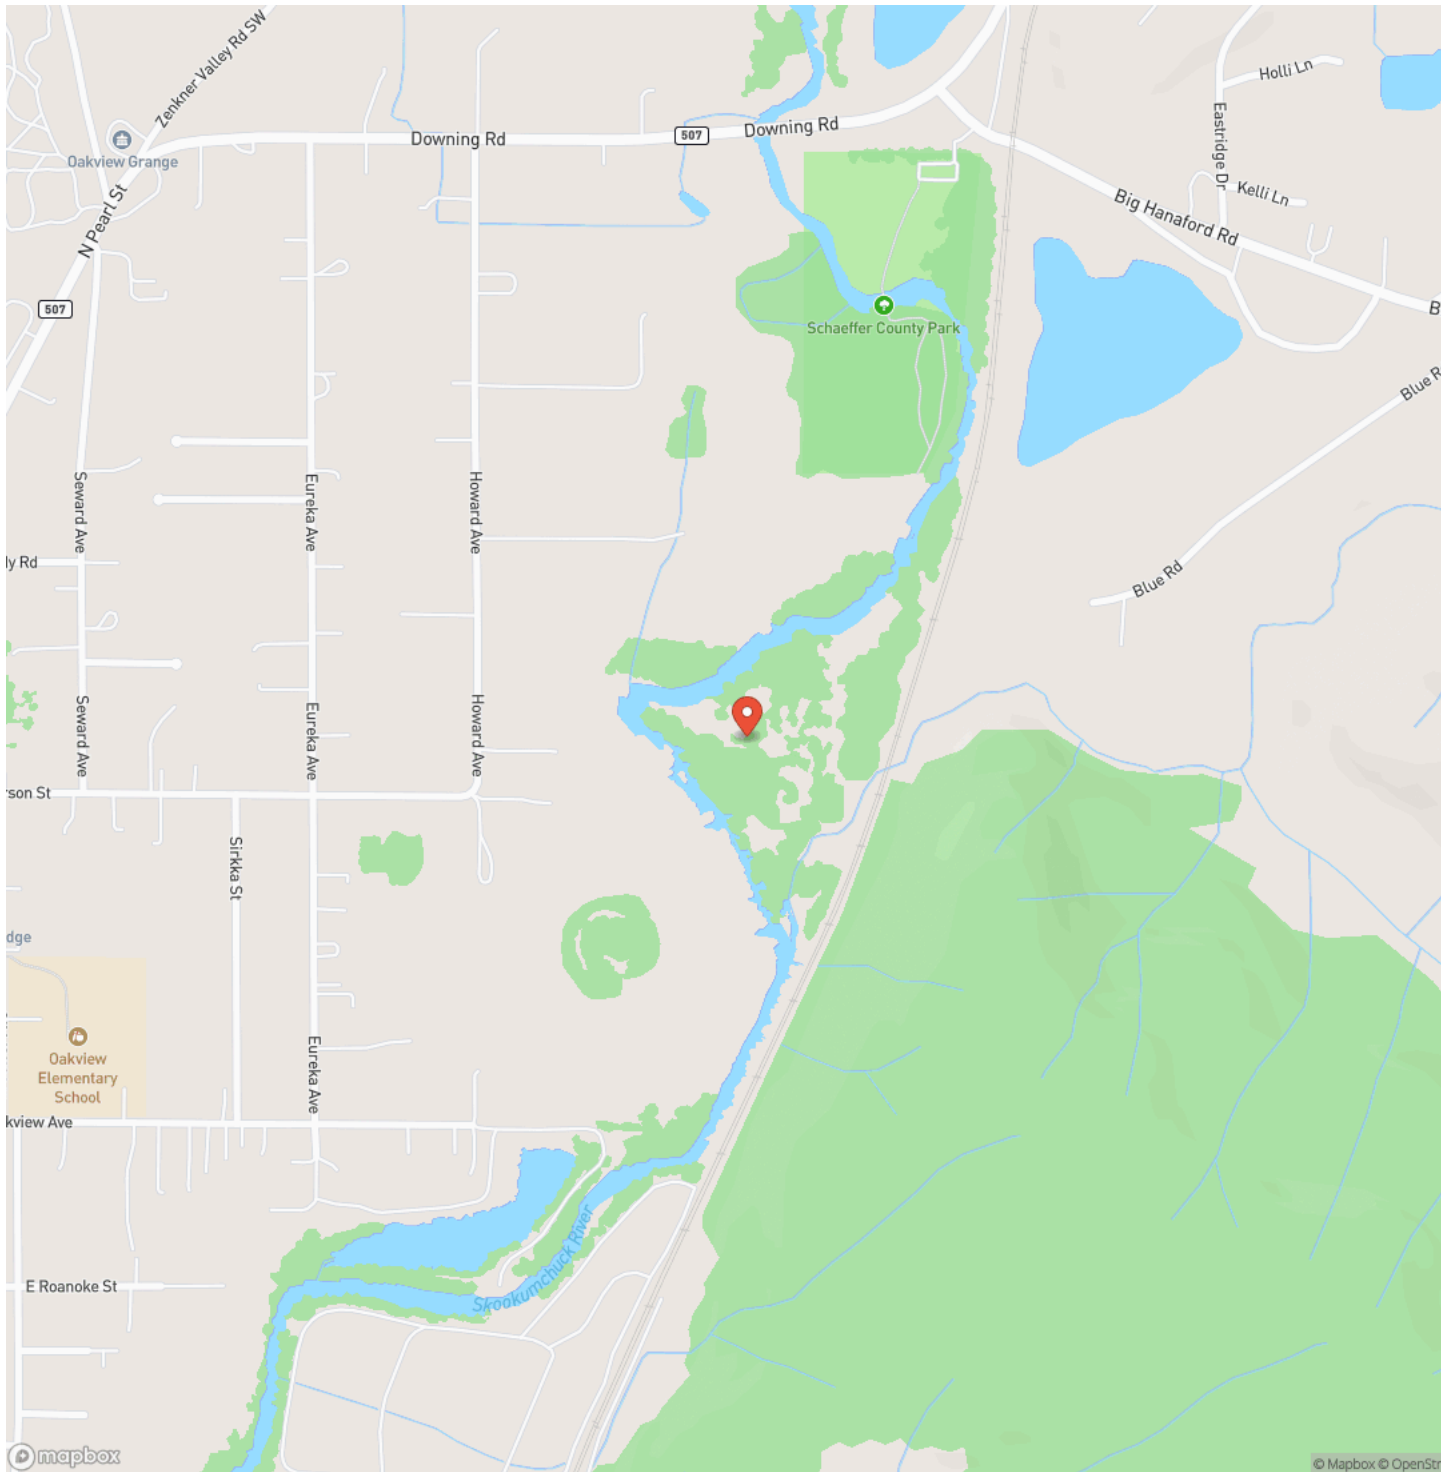 Zenkner Valley Rd SW
Holli Ln
Oakview Grange
Downing Rd
507
Downing Rd
Eastridge Dr
Kelli Ln
N Pearl St
Big Hanaford Rd
507
B
Schaeffer County Park
Blue R
Seward Ave
Eureka Ave
Howard Ave
ly Rd
Blue Rd
Seward Ave
Eureka Ave
Howard Ave
rson St
Sirkka St
dge
Oakview
Elementary
School
Eureka Ave
kview Ave
Skookumchuck River
E Roanoke St
mapbox
© Mapbox © OpenStr